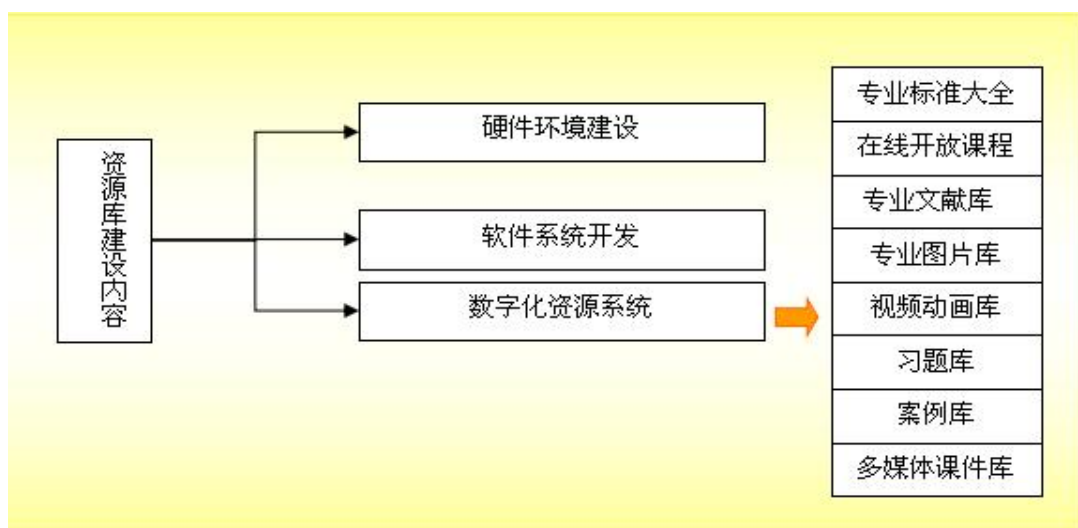 资源库建设内容
硬件环境建设
软件系统开发
数字化资源系统
专业标准大全
在线开放课程
专业文献库
专业图片库
视频动画库
习题库
案例库
多媒体课件库